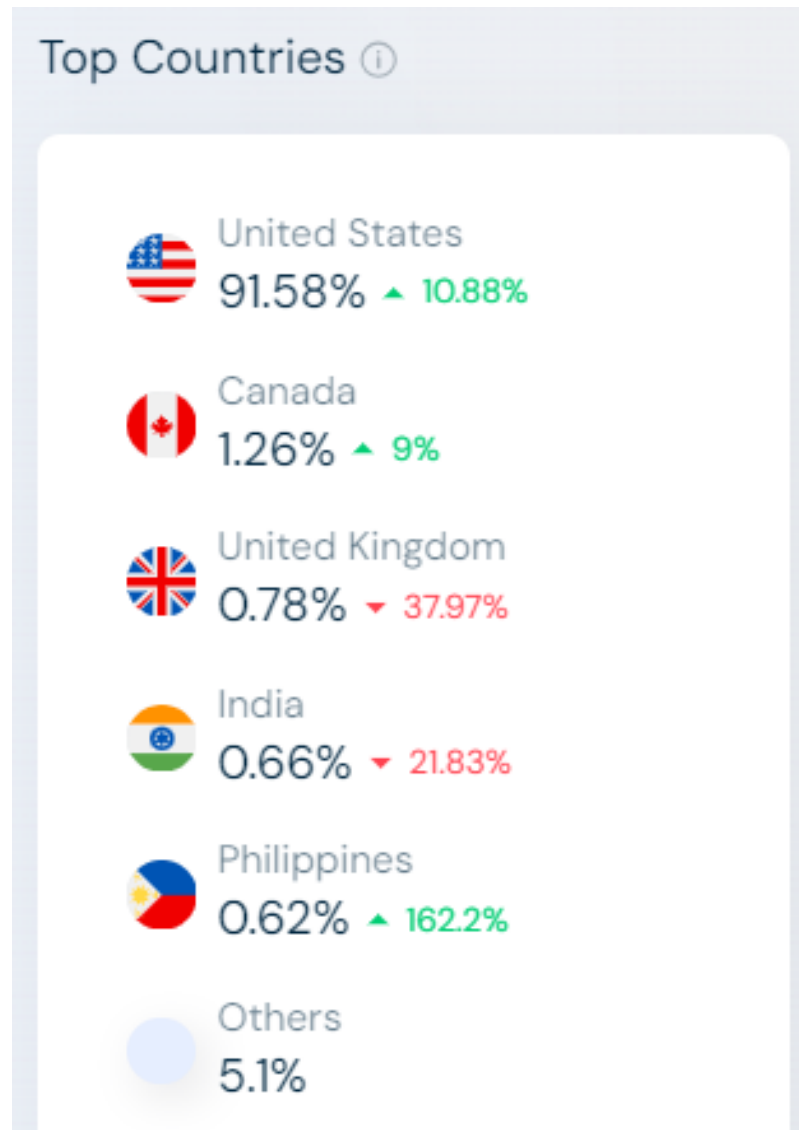 Top Countries
United States
91.58% ▲ 10.88%
Canada
1.26% ▲ 9%
United Kingdom
0.78% ▼ 37.97%
India
0.66% ▼ 21.83%
Philippines
0.62% ▲ 162.2%
Others
5.1%